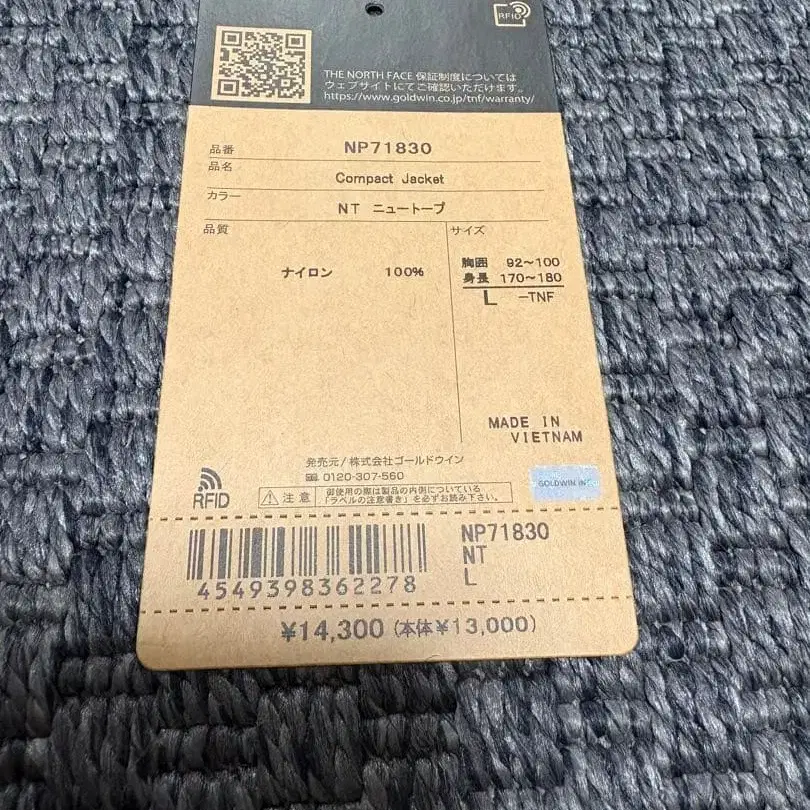 RFID
THE NORTH FACE 保証制度については
ウェブサイトにてご確認いただけます。
https://www.goldwin.co.jp/tnf/warranty/
品番 NP71830
品名 Compact Jacket
カラー NT ニュートープ
品質
ナイロン 100%
サイズ
胸囲 92～100
身長 170～180
L -TNF
MADE IN
VIETNAM
発売元/株式会社ゴールドウイン
0120-307-560
RFID
注意 御使用の際は製品の内側についている
「ラベルの注意書き」を必ずお読み下さい。
GOLDWIN INC
4549398362278
NP71830
NT
L
¥14,300 (本体¥13,000)